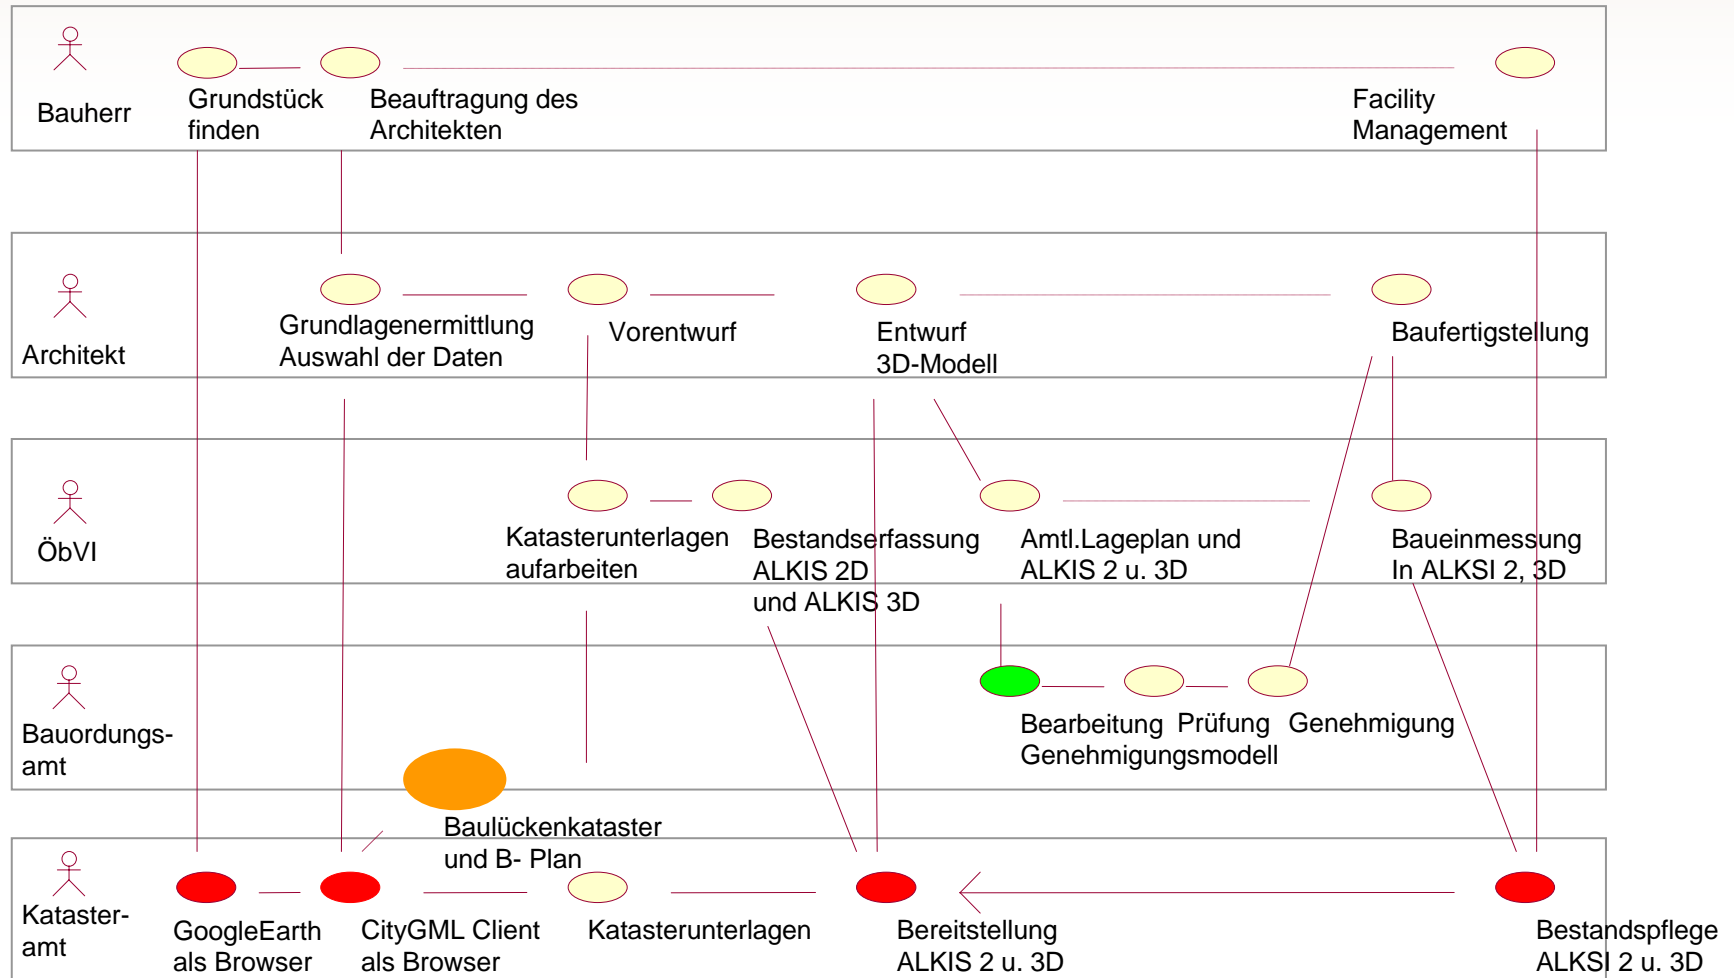 Bauherr
Grundstück
finden
Beauftragung des
Architekten
Facility
Management
Architekt
Grundlagenermittlung
Auswahl der Daten
Vorentwurf
Entwurf
3D-Modell
Baufertigstellung
ÖbVI
Katasterunterlagen
aufarbeiten
Bestandserfassung
ALKIS 2D
und ALKIS 3D
Amtl.Lageplan und
ALKIS 2 u. 3D
Baueinmessung
In ALKSI 2, 3D
Bauordungs-
amt
Bearbeitung
Genehmigungsmodell
Prüfung
Genehmigung
Baulückenkataster
und B- Plan
Kataster-
amt
GoogleEarth
als Browser
CityGML Client
als Browser
Katasterunterlagen
Bereitstellung
ALKIS 2 u. 3D
Bestandspflege
ALKSI 2 u. 3D